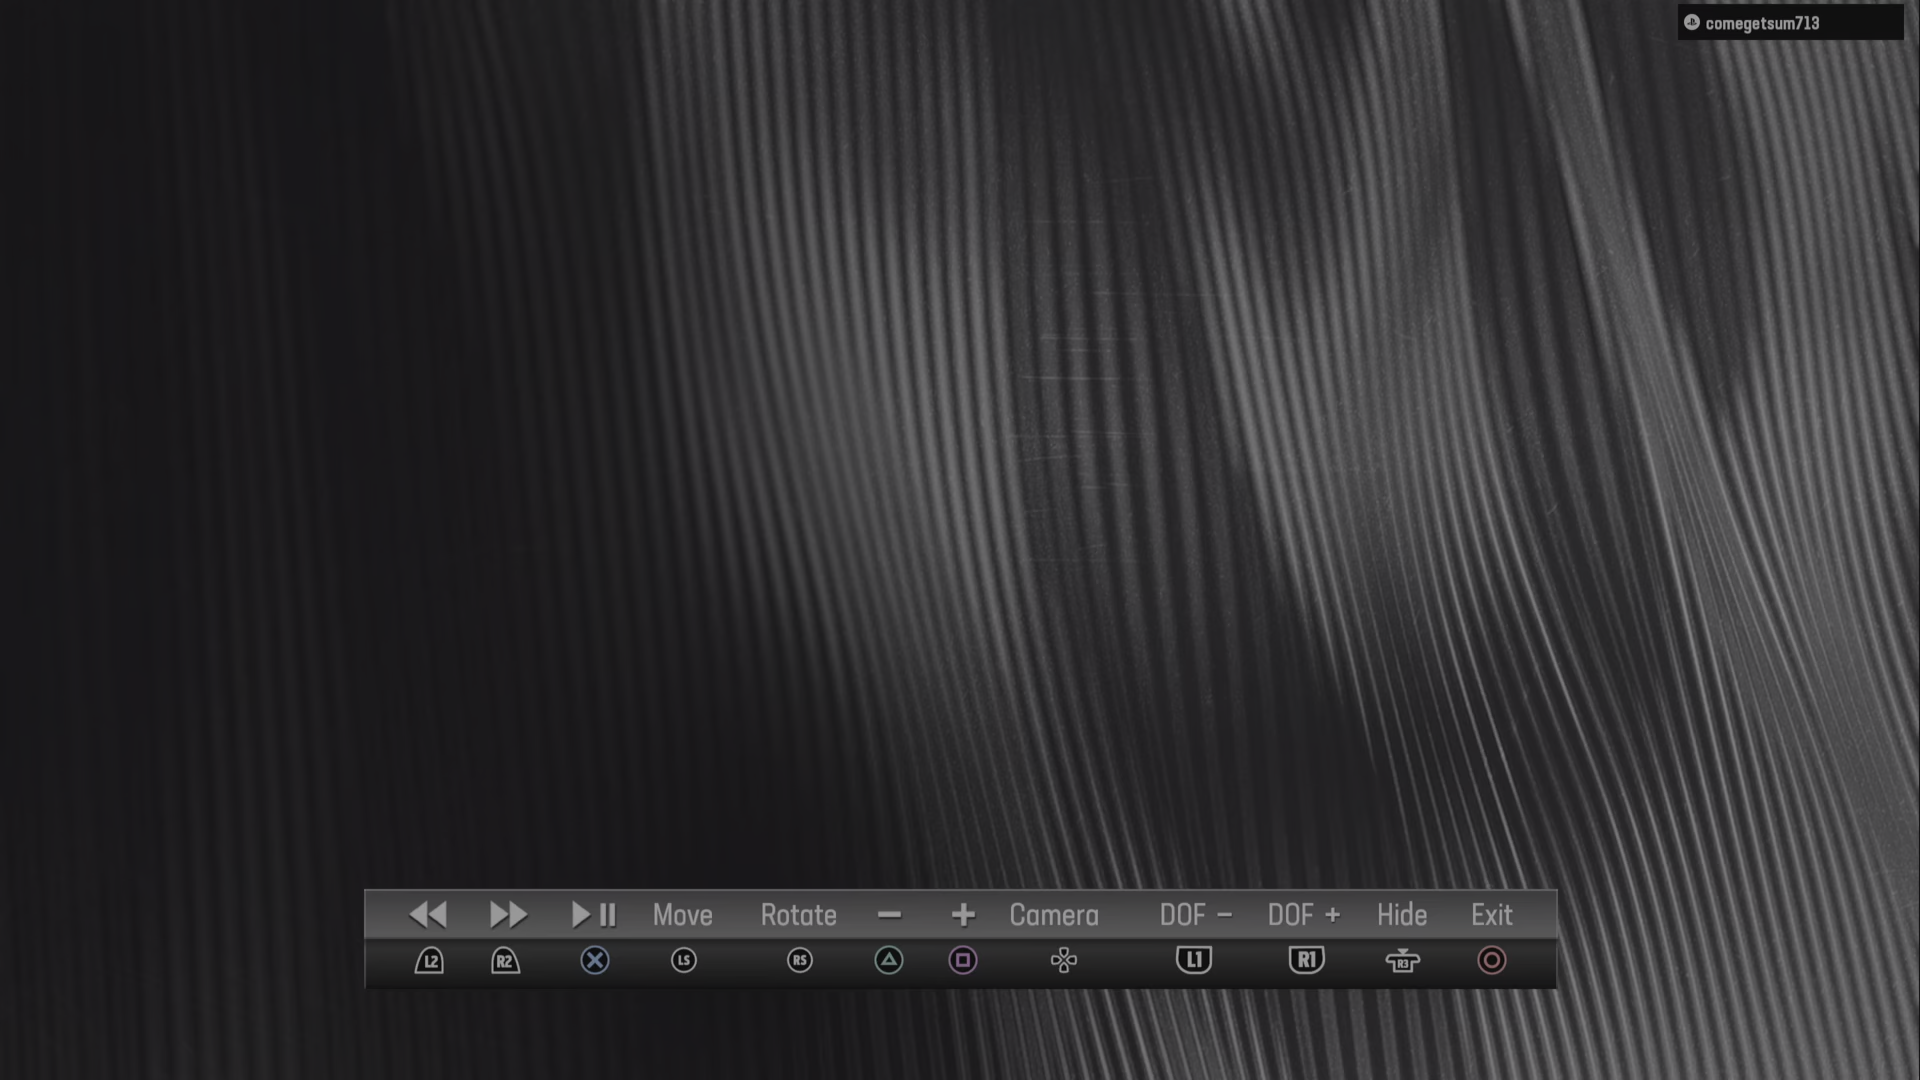 comegetsum713
Move Rotate − + Camera DOF − DOF + Hide Exit
L2 R2 LS RS L1 R1 R3